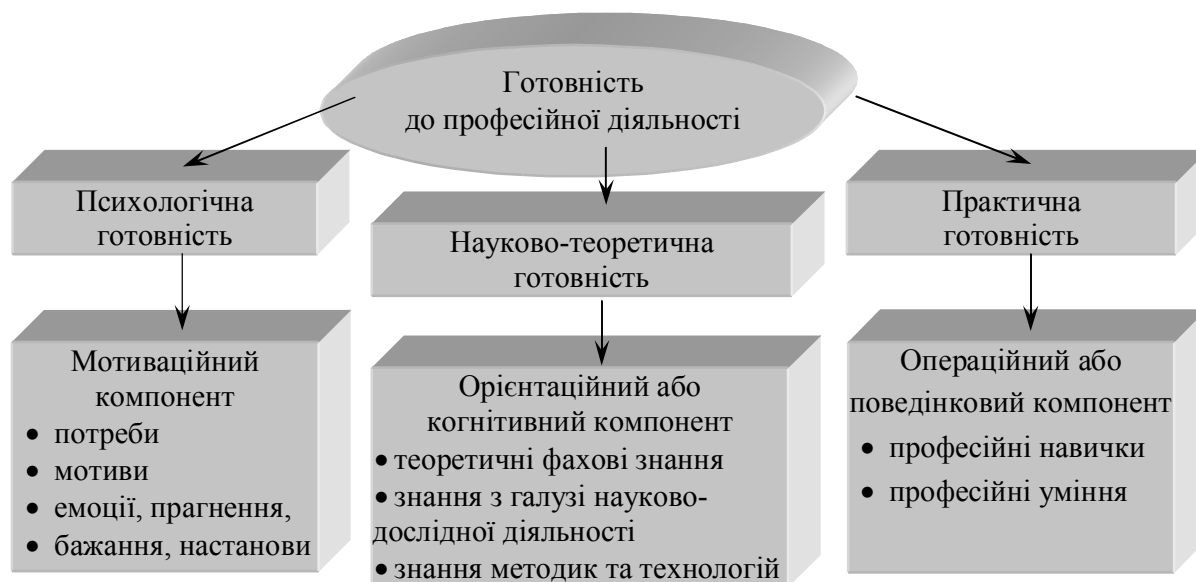 Готовність
до професійної діяльності
Психологічна
готовність
Науково-теоретична
готовність
Практична
готовність
Мотиваційний
компонент
• потреби
• мотиви
• емоції, прагнення,
• бажання, настанови
Орієнтаційний або
когнітивний компонент
• теоретичні фахові знання
• знання з галузі науково-
дослідної діяльності
• знання методик та технологій
Операційний або
поведінковий компонент
• професійні навички
• професійні уміння